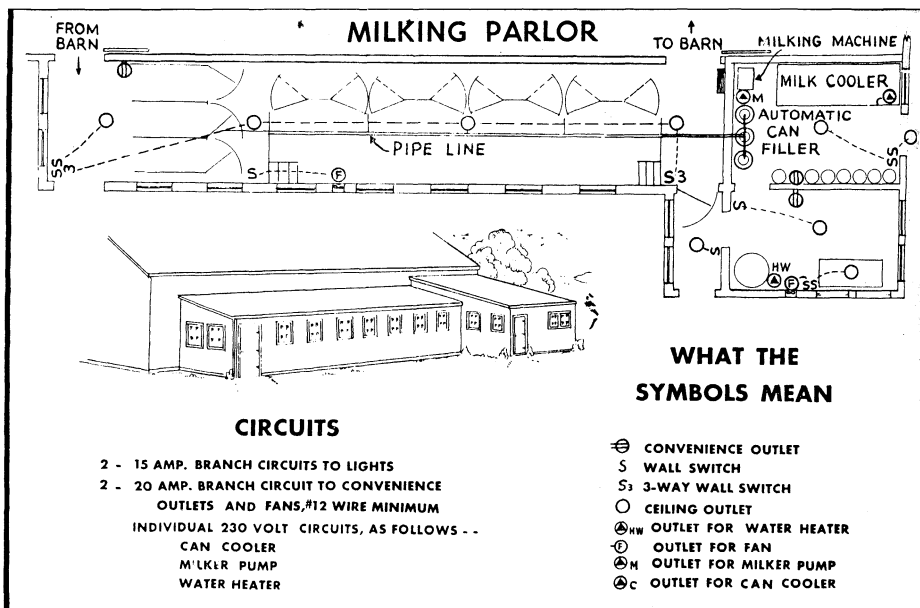 MILKING PARLOR
FROM
BARN
TO BARN
MILKING MACHINE
MILK COOLER
C
M
AUTOMATIC
CAN
FILLER
PIPE LINE
SS
3
S
F
S3
SS
S
S
HW
F
SS
WHAT THE
SYMBOLS MEAN
CIRCUITS
2 - 15 AMP. BRANCH CIRCUITS TO LIGHTS
2 - 20 AMP. BRANCH CIRCUIT TO CONVENIENCE
OUTLETS AND FANS, #12 WIRE MINIMUM
INDIVIDUAL 230 VOLT CIRCUITS, AS FOLLOWS - -
CAN COOLER
MILKER PUMP
WATER HEATER
CONVENIENCE OUTLET
S WALL SWITCH
S3 3-WAY WALL SWITCH
CEILING OUTLET
HW OUTLET FOR WATER HEATER
F OUTLET FOR FAN
M OUTLET FOR MILKER PUMP
C OUTLET FOR CAN COOLER